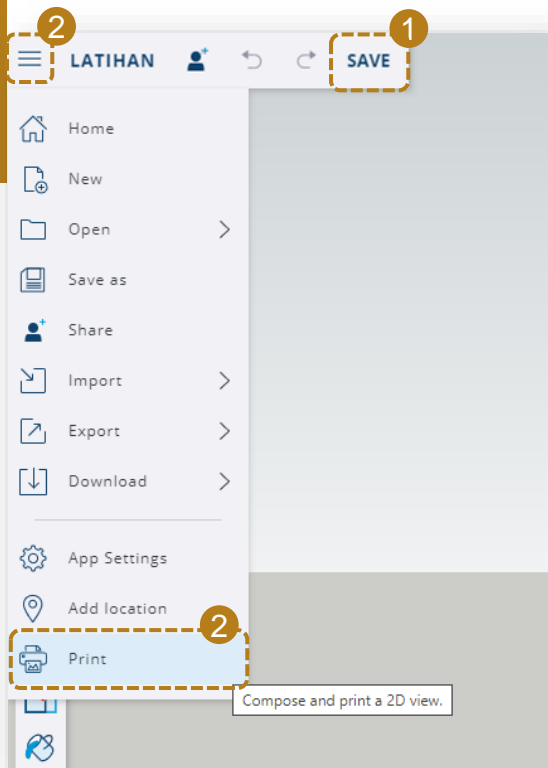 2
1
LATIHAN
SAVE
Home
New
Open
Save as
Share
Import
Export
Download
App Settings
Add location
2
Print
Compose and print a 2D view.